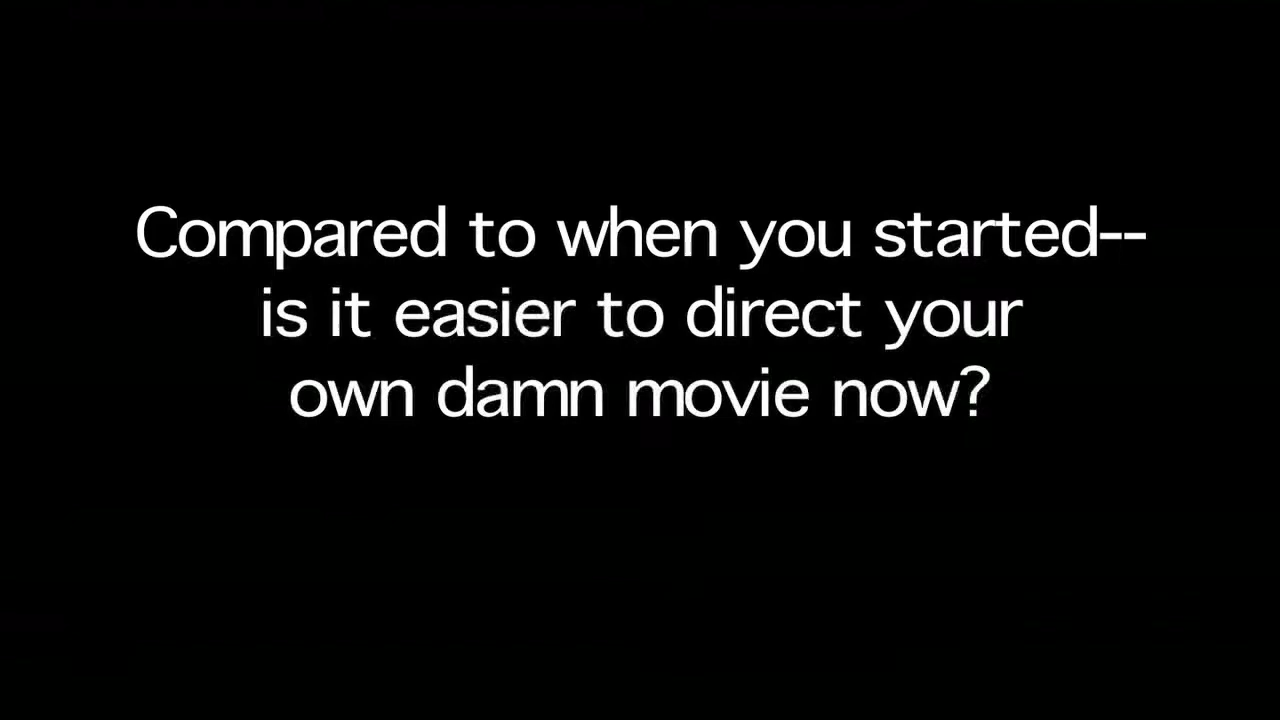 Compared to when you started--
is it easier to direct your
own damn movie now?